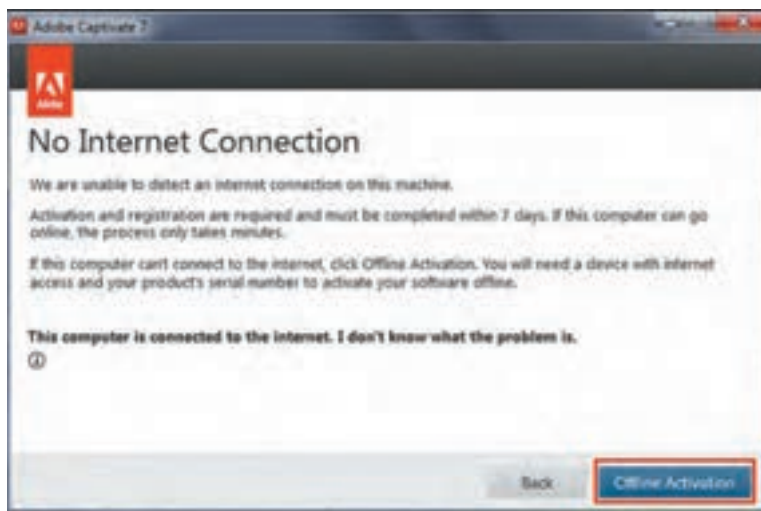 Adobe Captivate 7
Adobe
No Internet Connection
We are unable to detect an internet connection on this machine.
Activation and registration are required and must be completed within 7 days. If this computer can go
online, the process only takes minutes.
If this computer can't connect to the internet, click Offline Activation. You will need a device with internet
access and your product's serial number to activate your software offline.
This computer is connected to the internet. I don't know what the problem is.
Back
Offline Activation